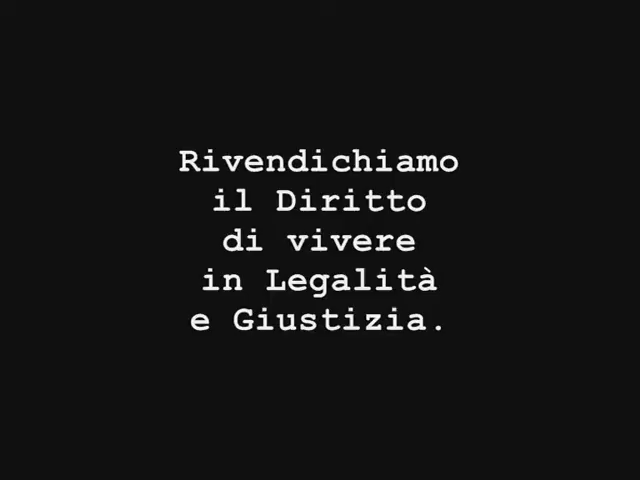 Rivendichiamo
il Diritto
di vivere
in Legalità
e Giustizia.